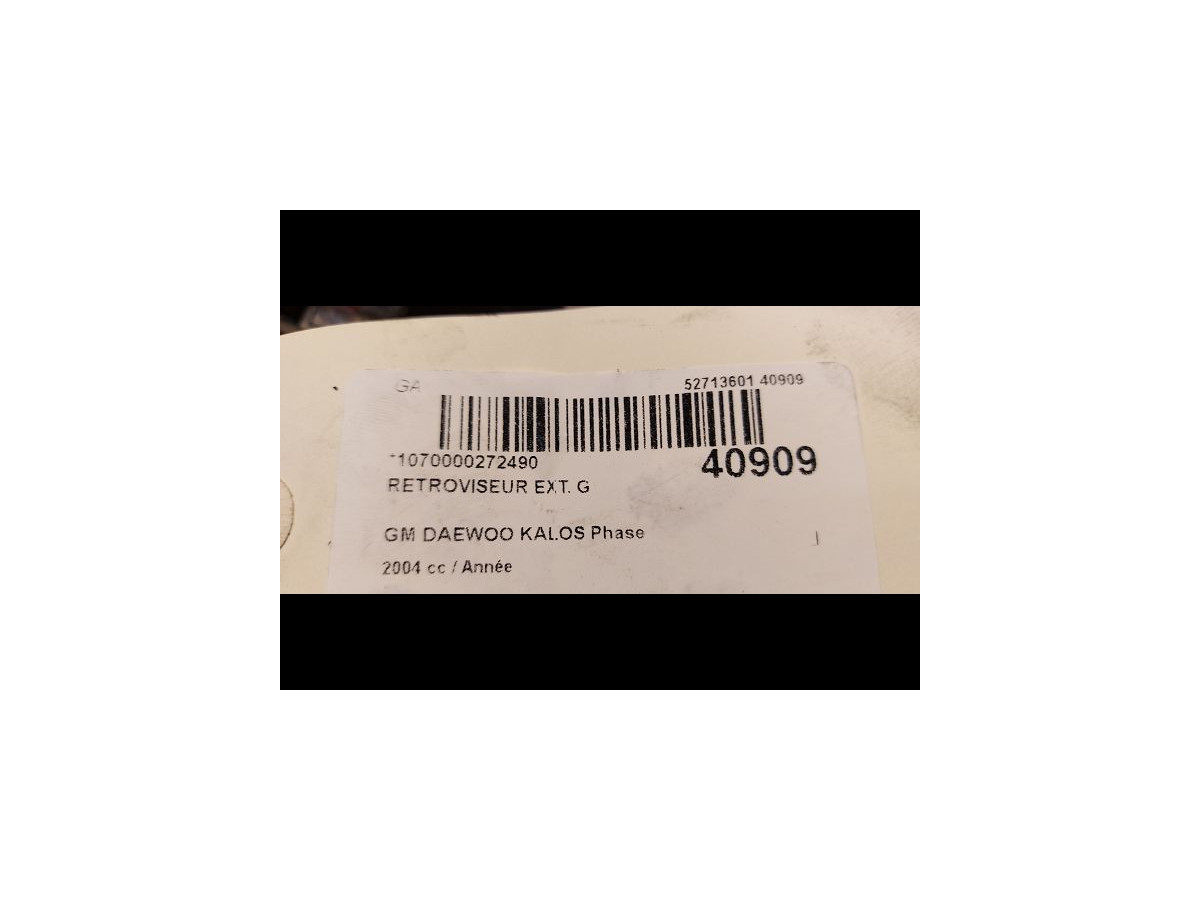 GA
52713601 40909
*1070000272490
40909
RETROVISEUR EXT. G
GM DAEWOO KALOS Phase
2004 cc / Année